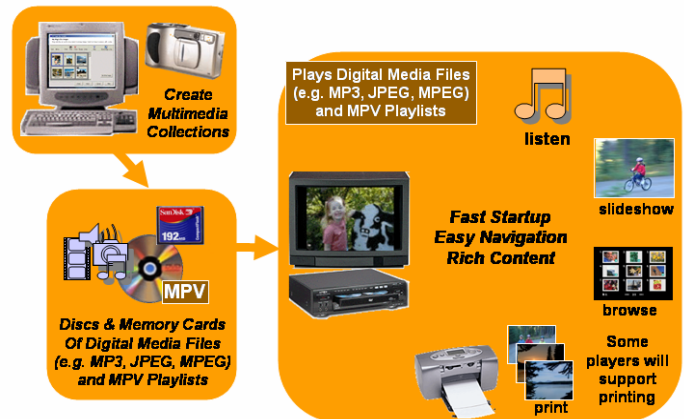 Create
Multimedia
Collections
SanDisk
192MB
MPV
Discs & Memory Cards
Of Digital Media Files
(e.g. MP3, JPEG, MPEG)
and MPV Playlists
Plays Digital Media Files
(e.g. MP3, JPEG, MPEG)
and MPV Playlists
listen
slideshow
Fast Startup
Easy Navigation
Rich Content
browse
Some
players will
support
printing
print